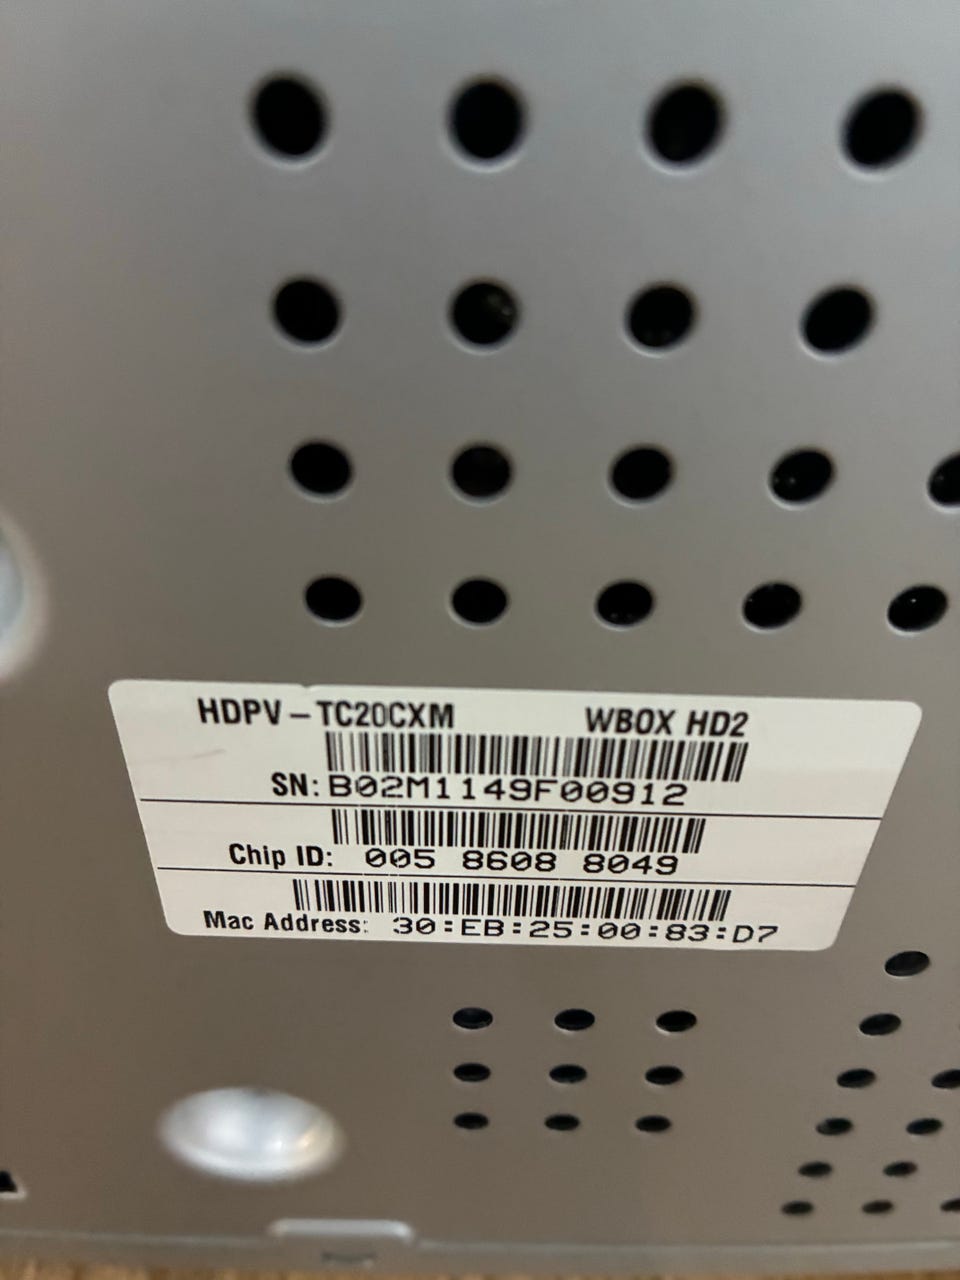 HDPV – TC20CXM WBOX HD2
SN: B02M1149F00912
Chip ID: 005 8608 8049
Mac Address: 30:EB:25:00:83:D7